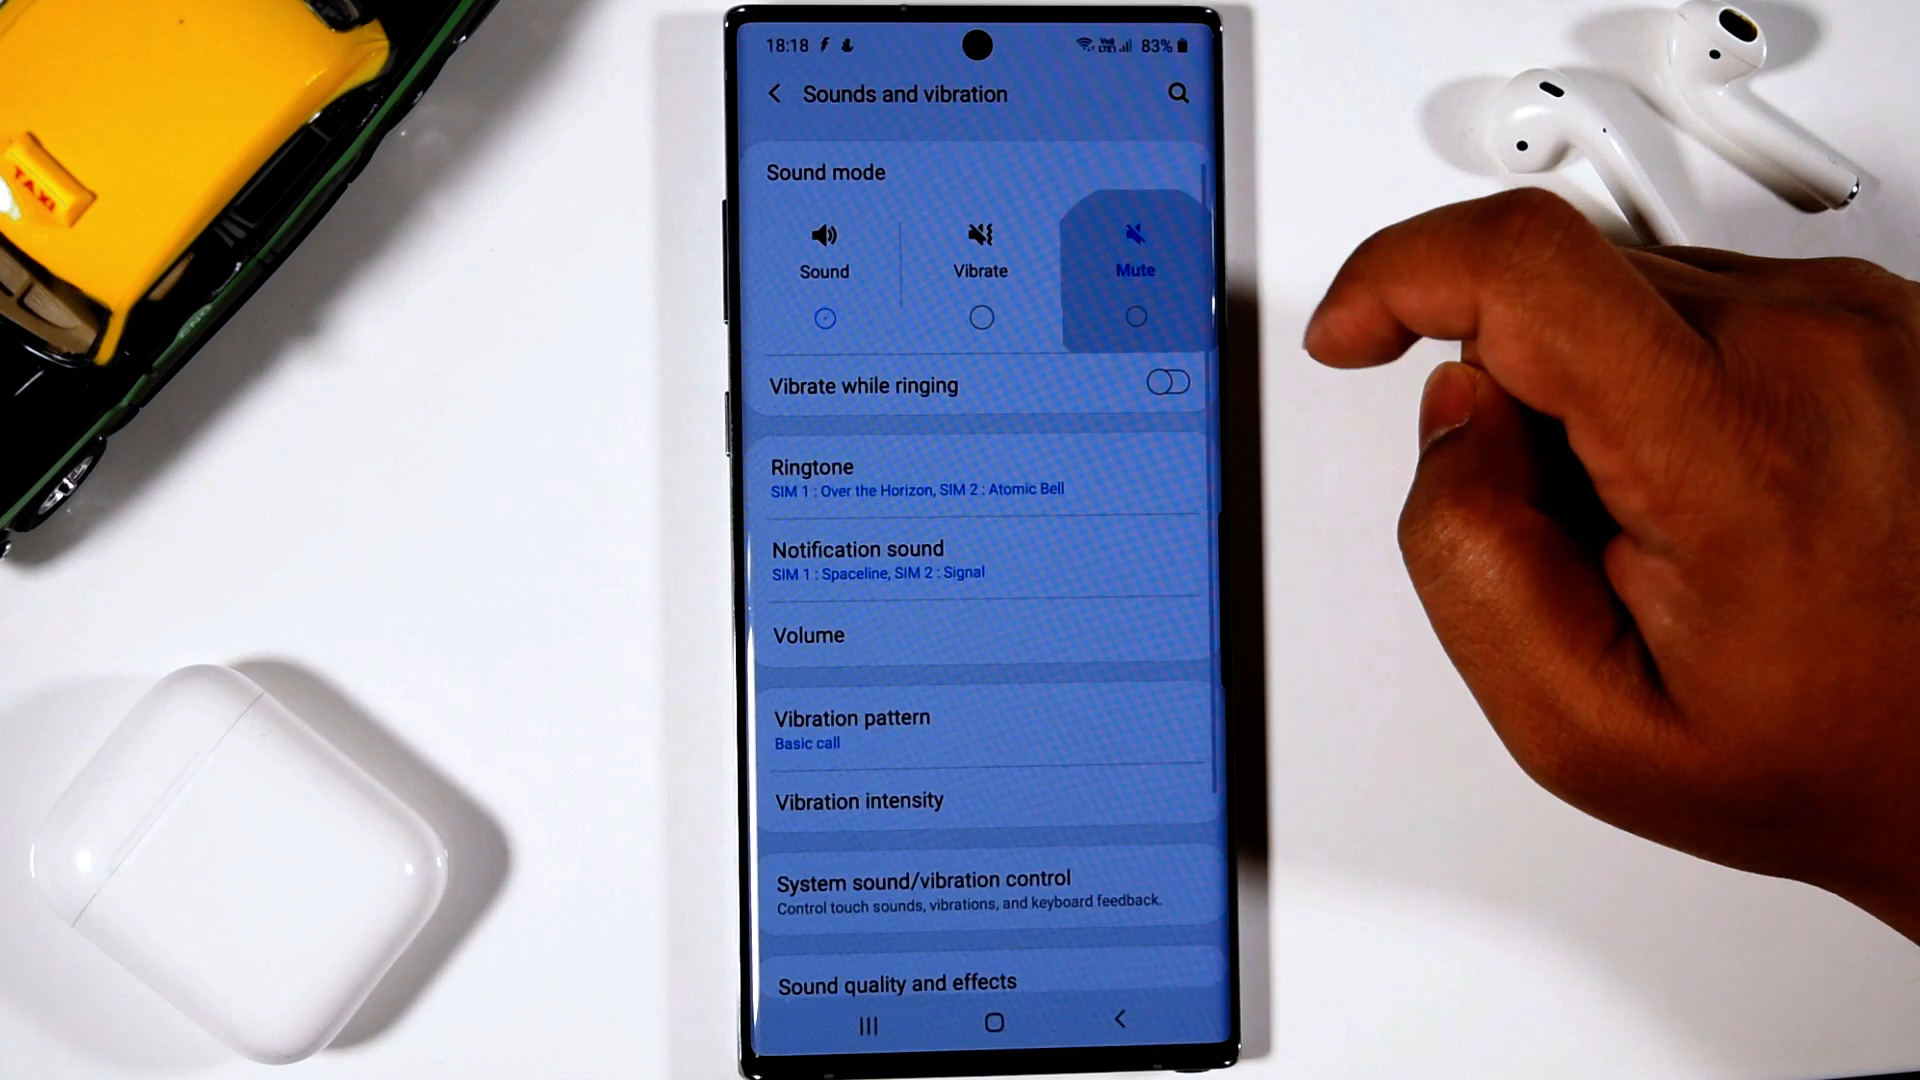 TAXI
18:18 83%
Sounds and vibration
Sound mode
Sound Vibrate Mute
Vibrate while ringing
Ringtone
SIM 1 : Over the Horizon, SIM 2 : Atomic Bell
Notification sound
SIM 1 : Spaceline, SIM 2 : Signal
Volume
Vibration pattern
Basic call
Vibration intensity
System sound/vibration control
Control touch sounds, vibrations, and keyboard feedback.
Sound quality and effects